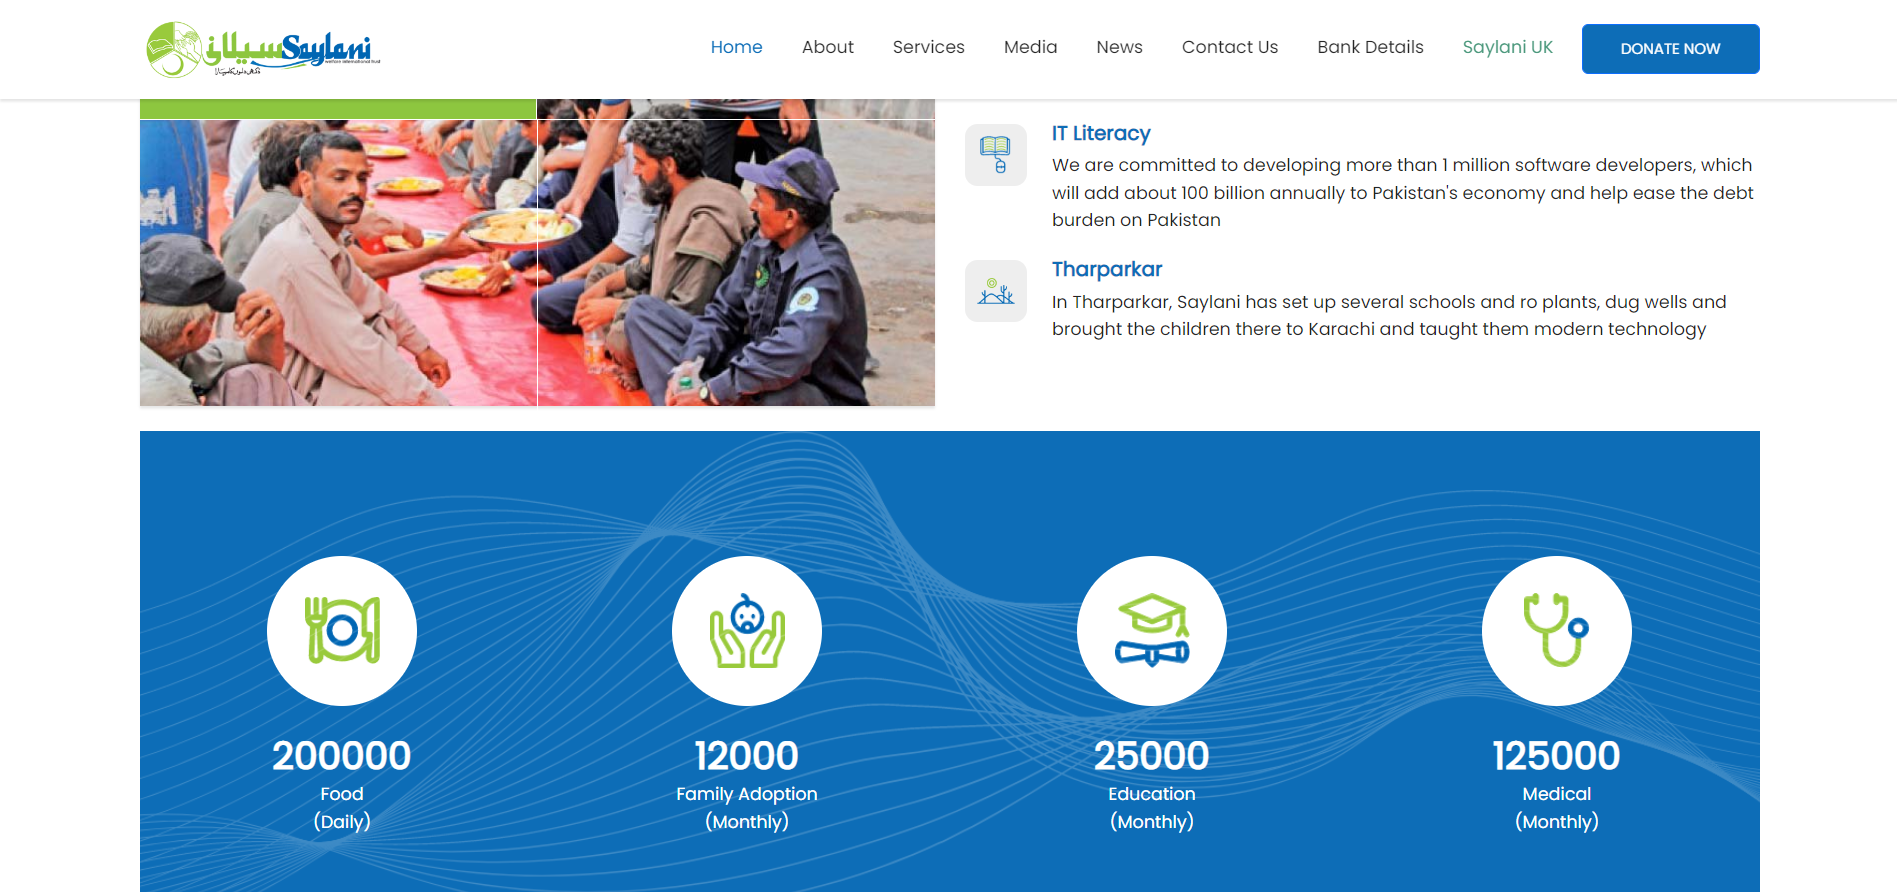 سیلانی Saylani
welfare international trust
Home About Services Media News Contact Us Bank Details Saylani UK DONATE NOW
IT Literacy
We are committed to developing more than 1 million software developers, which
will add about 100 billion annually to Pakistan's economy and help ease the debt
burden on Pakistan
Tharparkar
In Tharparkar, Saylani has set up several schools and ro plants, dug wells and
brought the children there to Karachi and taught them modern technology
200000
Food
(Daily)
12000
Family Adoption
(Monthly)
25000
Education
(Monthly)
125000
Medical
(Monthly)